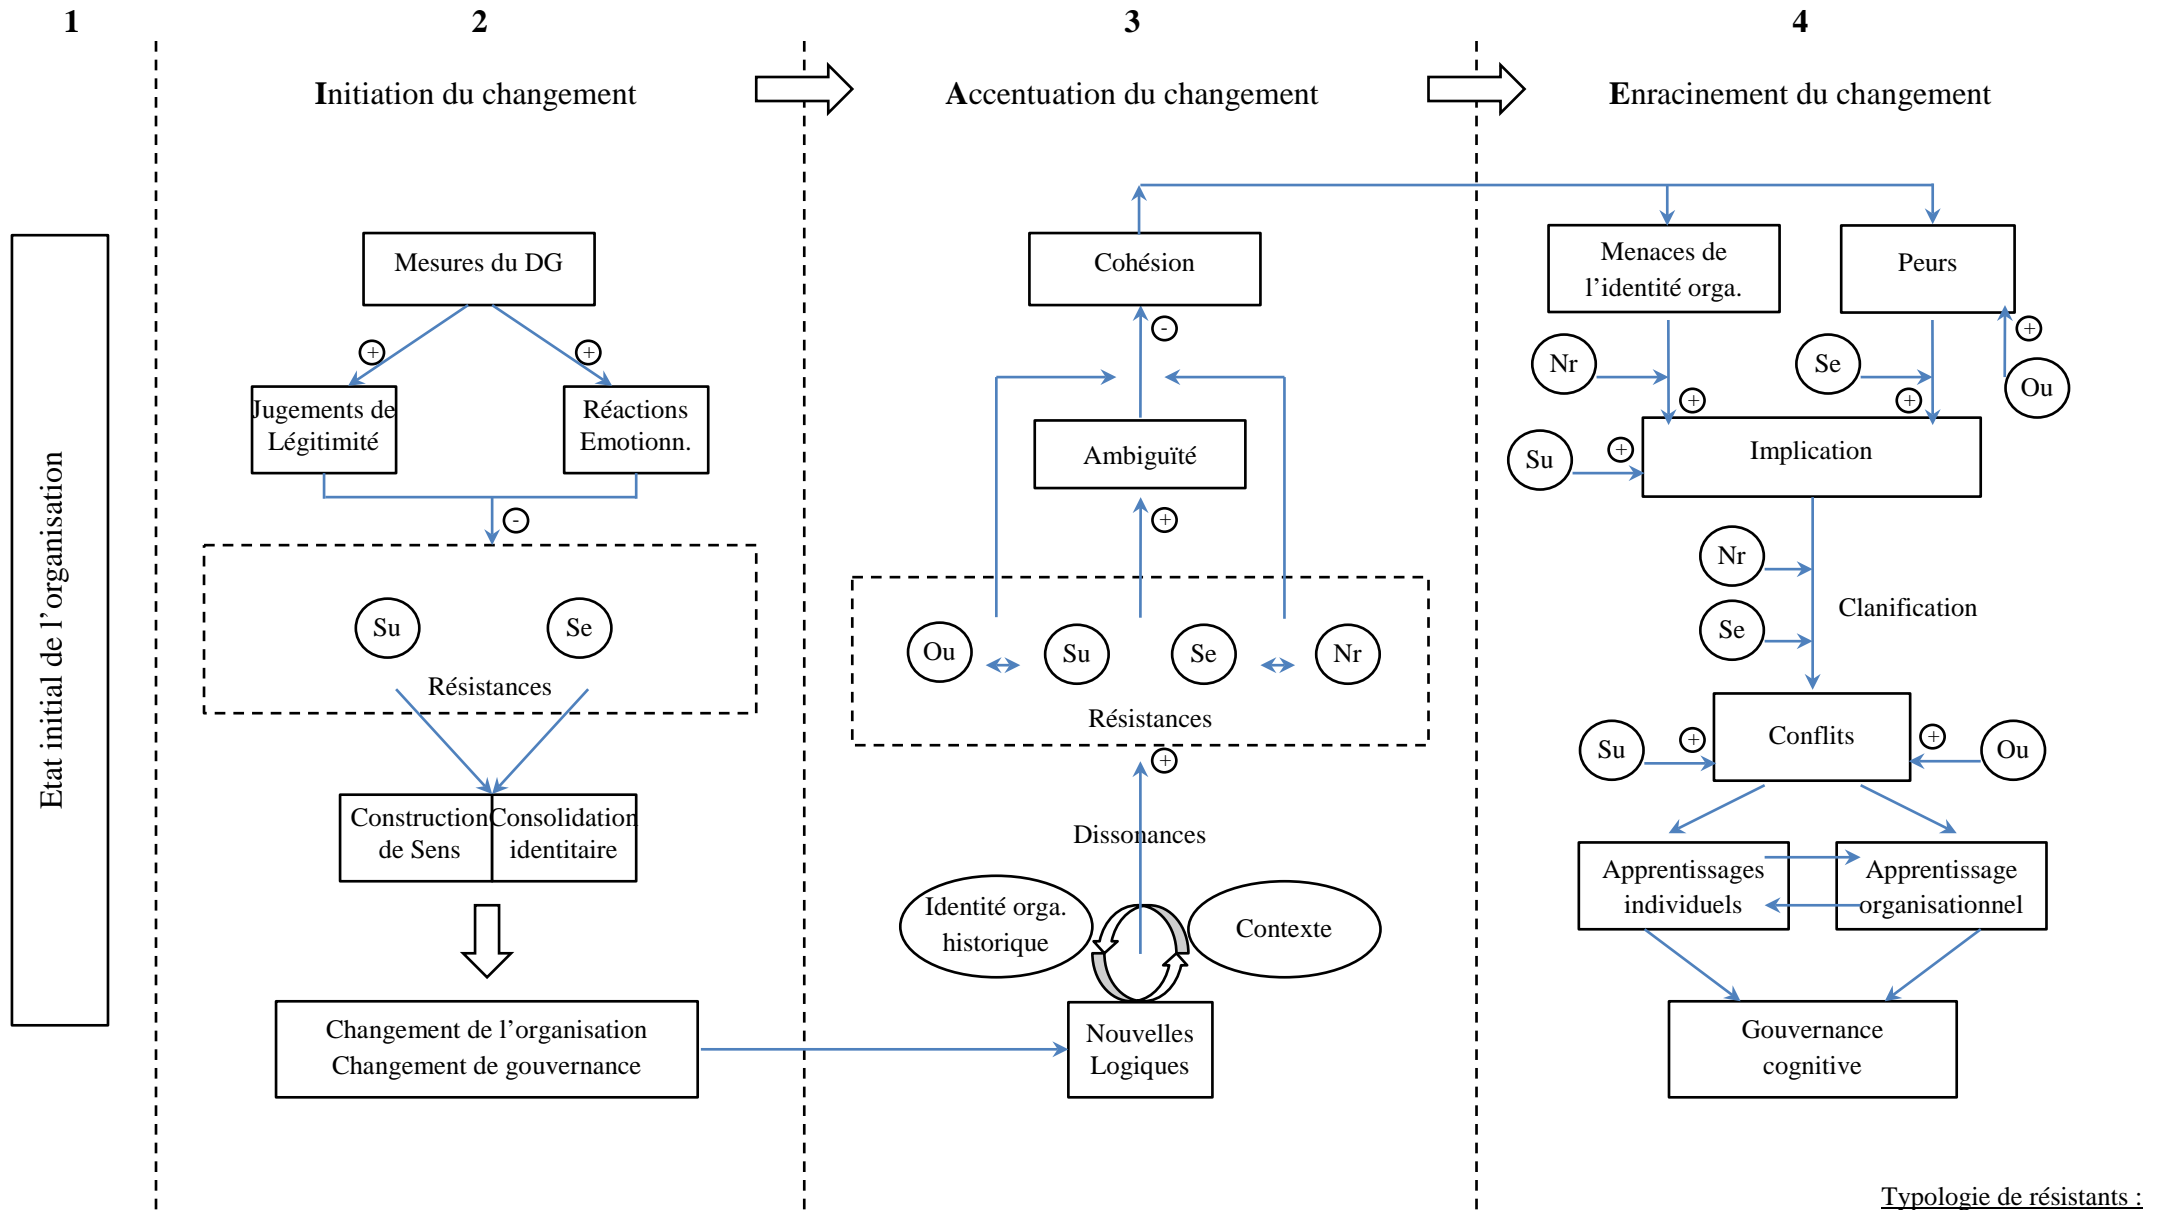 1
2
3
4
Initiation du changement
Accentuation du changement
Enracinement du changement
Etat initial de l’organisation
Mesures du DG
+
+
Jugements de
Légitimité
Réactions
Emotionn.
-
Su
Se
Résistances
Construction
de Sens
Consolidation
identitaire
Changement de l’organisation
Changement de gouvernance
Cohésion
-
Ambiguïté
+
Ou
Su
Se
Nr
Résistances
+
Dissonances
Identité orga.
historique
Contexte
Nouvelles
Logiques
Menaces de
l’identité orga.
Peurs
+
Nr
Se
Ou
+
+
Su
+
Implication
Nr
Clanification
Se
Su
+
Conflits
+
Ou
Apprentissages
individuels
Apprentissage
organisationnel
Gouvernance
cognitive
Typologie de résistants :